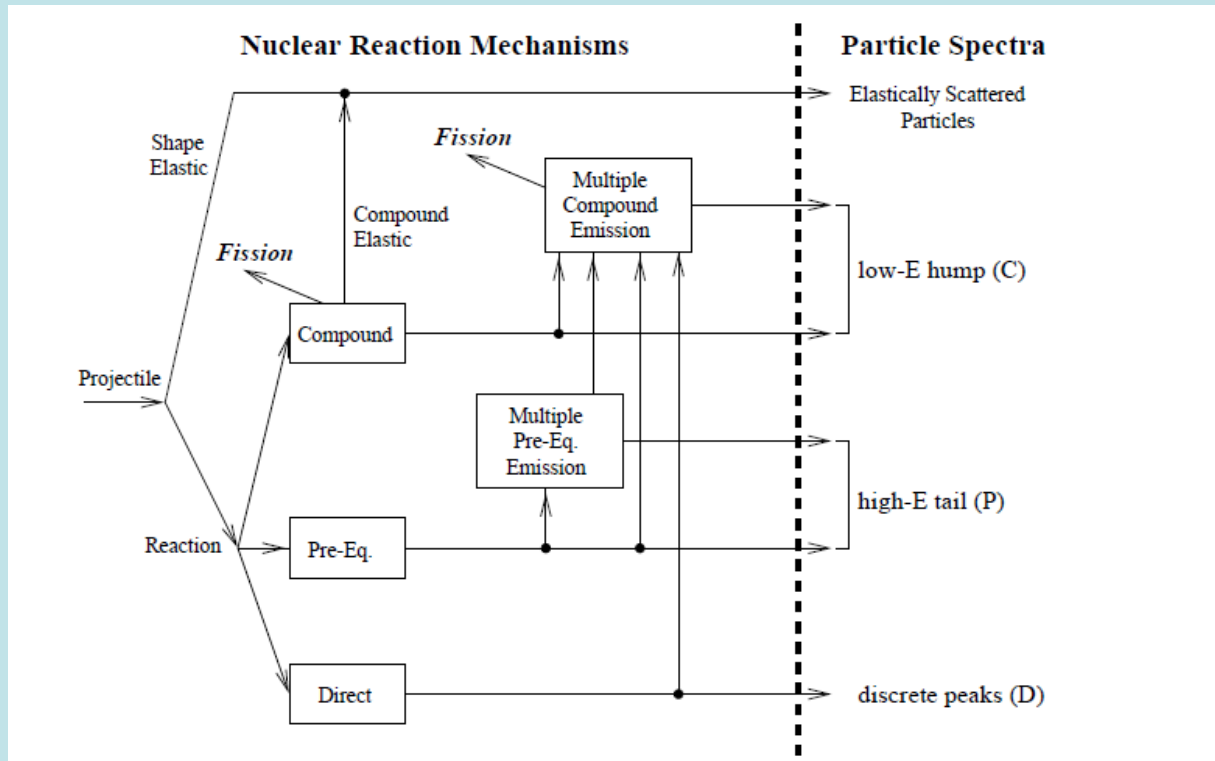 Nuclear Reaction Mechanisms
Particle Spectra
Elastically Scattered
Particles
Shape
Elastic
Fission
Multiple
Compound
Emission
Compound
Elastic
Fission
low-E hump (C)
Compound
Projectile
Multiple
Pre-Eq.
Emission
high-E tail (P)
Reaction
Pre-Eq.
Direct
discrete peaks (D)